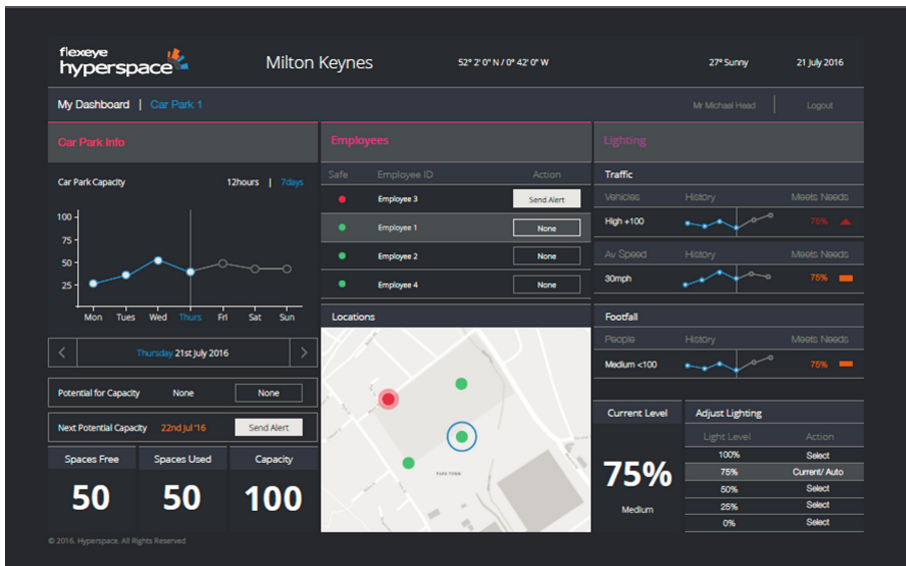 flexeye
hyperspace
Milton Keynes
52° 2' 0" N / 0° 42' 0" W
27° Sunny
21 July 2016
My Dashboard | Car Park 1
Mr Michael Head
Logout
Car Park Info
Car Park Capacity
12hours | 7days
100
75
50
25
Mon Tues Wed Thurs Fri Sat Sun
< Thursday 21st July 2016 >
Potential for Capacity None None
Next Potential Capacity 22nd Jul '16 Send Alert
Spaces Free Spaces Used Capacity
50 50 100
Employees
Safe Employee ID Action
Employee 3 Send Alert
Employee 1 None
Employee 2 None
Employee 4 None
Locations
PARK TOWN
Lighting
Traffic
Vehicles History Meets Needs
High +100 75%
Av Speed History Meets Needs
30mph 75%
Footfall
People History Meets Needs
Medium <100 75%
Current Level
75%
Medium
Adjust Lighting
Light Level Action
100% Select
75% Current/ Auto
50% Select
25% Select
0% Select
© 2016. Hyperspace. All Rights Reserved